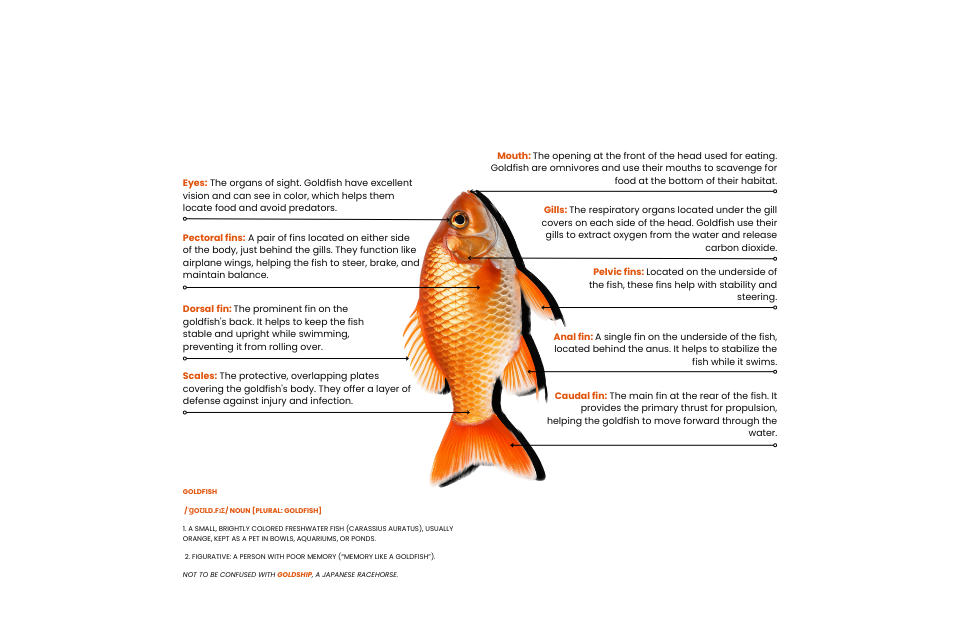 Mouth: The opening at the front of the head used for eating.
Goldfish are omnivores and use their mouths to scavenge for
food at the bottom of their habitat.
Eyes: The organs of sight. Goldfish have excellent
vision and can see in color, which helps them
locate food and avoid predators.
Gills: The respiratory organs located under the gill
covers on each side of the head. Goldfish use their
gills to extract oxygen from the water and release
carbon dioxide.
Pectoral fins: A pair of fins located on either side
of the body, just behind the gills. They function like
airplane wings, helping the fish to steer, brake, and
maintain balance.
Pelvic fins: Located on the underside of
the fish, these fins help with stability and
steering.
Dorsal fin: The prominent fin on the
goldfish's back. It helps to keep the fish
stable and upright while swimming,
preventing it from rolling over.
Anal fin: A single fin on the underside of the fish,
located behind the anus. It helps to stabilize the
fish while it swims.
Scales: The protective, overlapping plates
covering the goldfish's body. They offer a layer of
defense against injury and infection.
Caudal fin: The main fin at the rear of the fish. It
provides the primary thrust for propulsion,
helping the goldfish to move forward through the
water.
GOLDFISH
/ˈɡOƱLD.FɪƩ/ NOUN [PLURAL: GOLDFISH]
1. A SMALL, BRIGHTLY COLORED FRESHWATER FISH (CARASSIUS AURATUS), USUALLY
ORANGE, KEPT AS A PET IN BOWLS, AQUARIUMS, OR PONDS.
2. FIGURATIVE: A PERSON WITH POOR MEMORY ("MEMORY LIKE A GOLDFISH").
NOT TO BE CONFUSED WITH GOLDSHIP, A JAPANESE RACEHORSE.